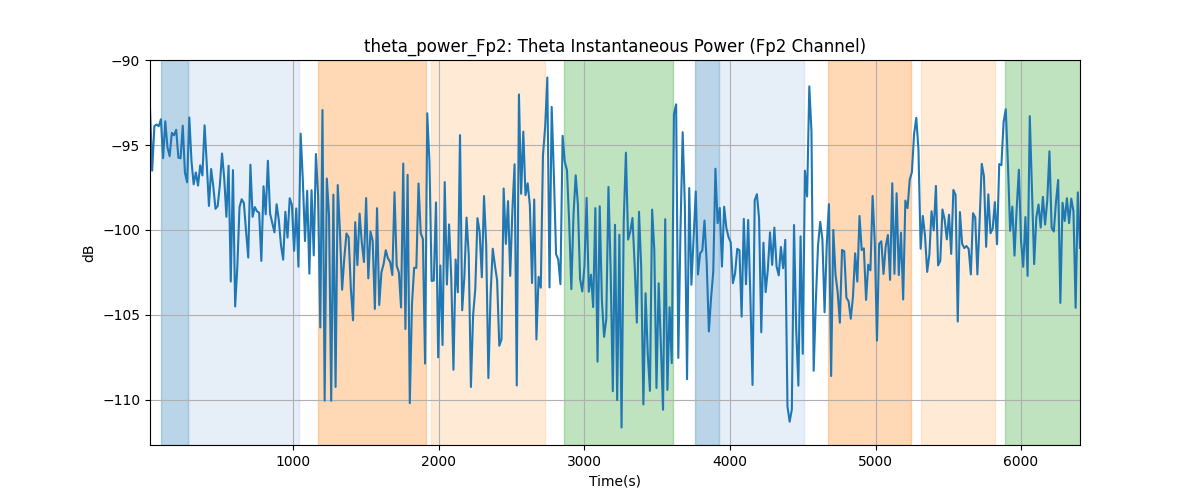 theta_power_Fp2: Theta Instantaneous Power (Fp2 Channel)
−90
−95
−100
−105
−110
dB
1000 2000 3000 4000 5000 6000
Time(s)